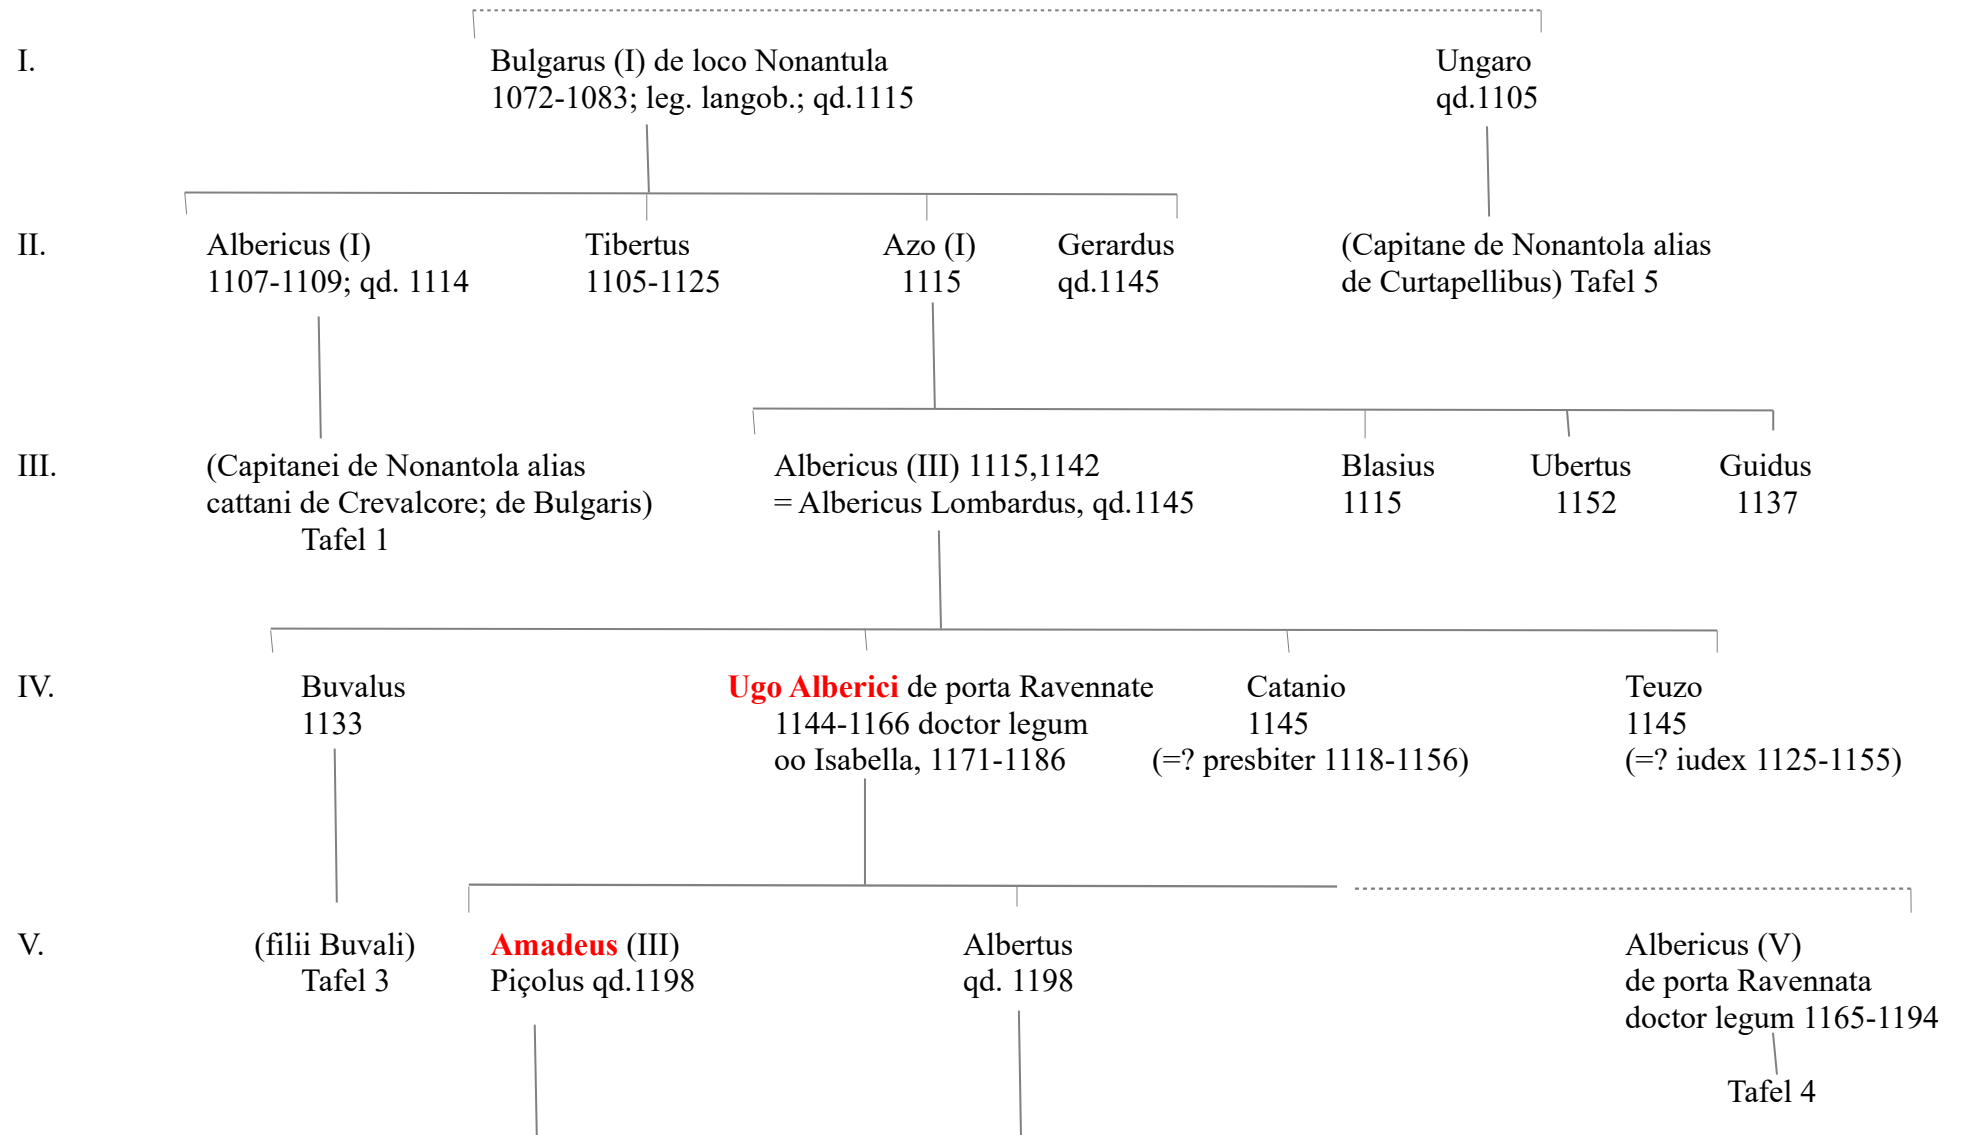 I.
Bulgarus (I) de loco Nonantula
1072-1083; leg. langob.; qd.1115
Ungaro
qd.1105
II.
Albericus (I)
1107-1109; qd. 1114
Tibertus
1105-1125
Azo (I)
1115
Gerardus
qd.1145
(Capitane de Nonantola alias
de Curtapellibus) Tafel 5
III.
(Capitanei de Nonantola alias
cattani de Crevalcore; de Bulgaris)
Tafel 1
Albericus (III) 1115,1142
= Albericus Lombardus, qd.1145
Blasius
1115
Ubertus
1152
Guidus
1137
IV.
Buvalus
1133
Ugo Alberici de porta Ravennate
1144-1166 doctor legum
oo Isabella, 1171-1186
Catanio
1145
(=? presbiter 1118-1156)
Teuzo
1145
(=? iudex 1125-1155)
V.
(filii Buvali)
Tafel 3
Amadeus (III)
Piçolus qd.1198
Albertus
qd. 1198
Albericus (V)
de porta Ravennata
doctor legum 1165-1194
Tafel 4